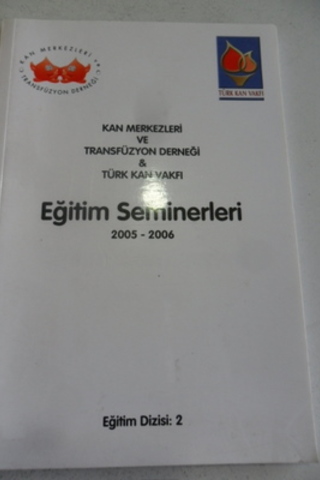 KAN MERKEZLERİ ve
TRANSFÜZYON DERNEĞİ
TÜRK KAN VAKFI
KAN MERKEZLERİ
VE
TRANSFÜZYON DERNEĞİ
&
TÜRK KAN VAKFI
Eğitim Seminerleri
2005 - 2006
Eğitim Dizisi: 2